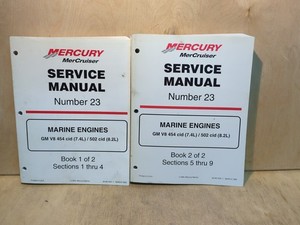 MERCURY
MerCruiser
SERVICE
MANUAL
Number 23
MARINE ENGINES
GM V8 454 cid (7.4L) / 502 cid (8.2L)
Book 1 of 2
Sections 1 thru 4
MERCURY
MerCruiser
SERVICE
MANUAL
Number 23
MARINE ENGINES
GM V8 454 cid (7.4L) / 502 cid (8.2L)
Book 2 of 2
Sections 5 thru 9